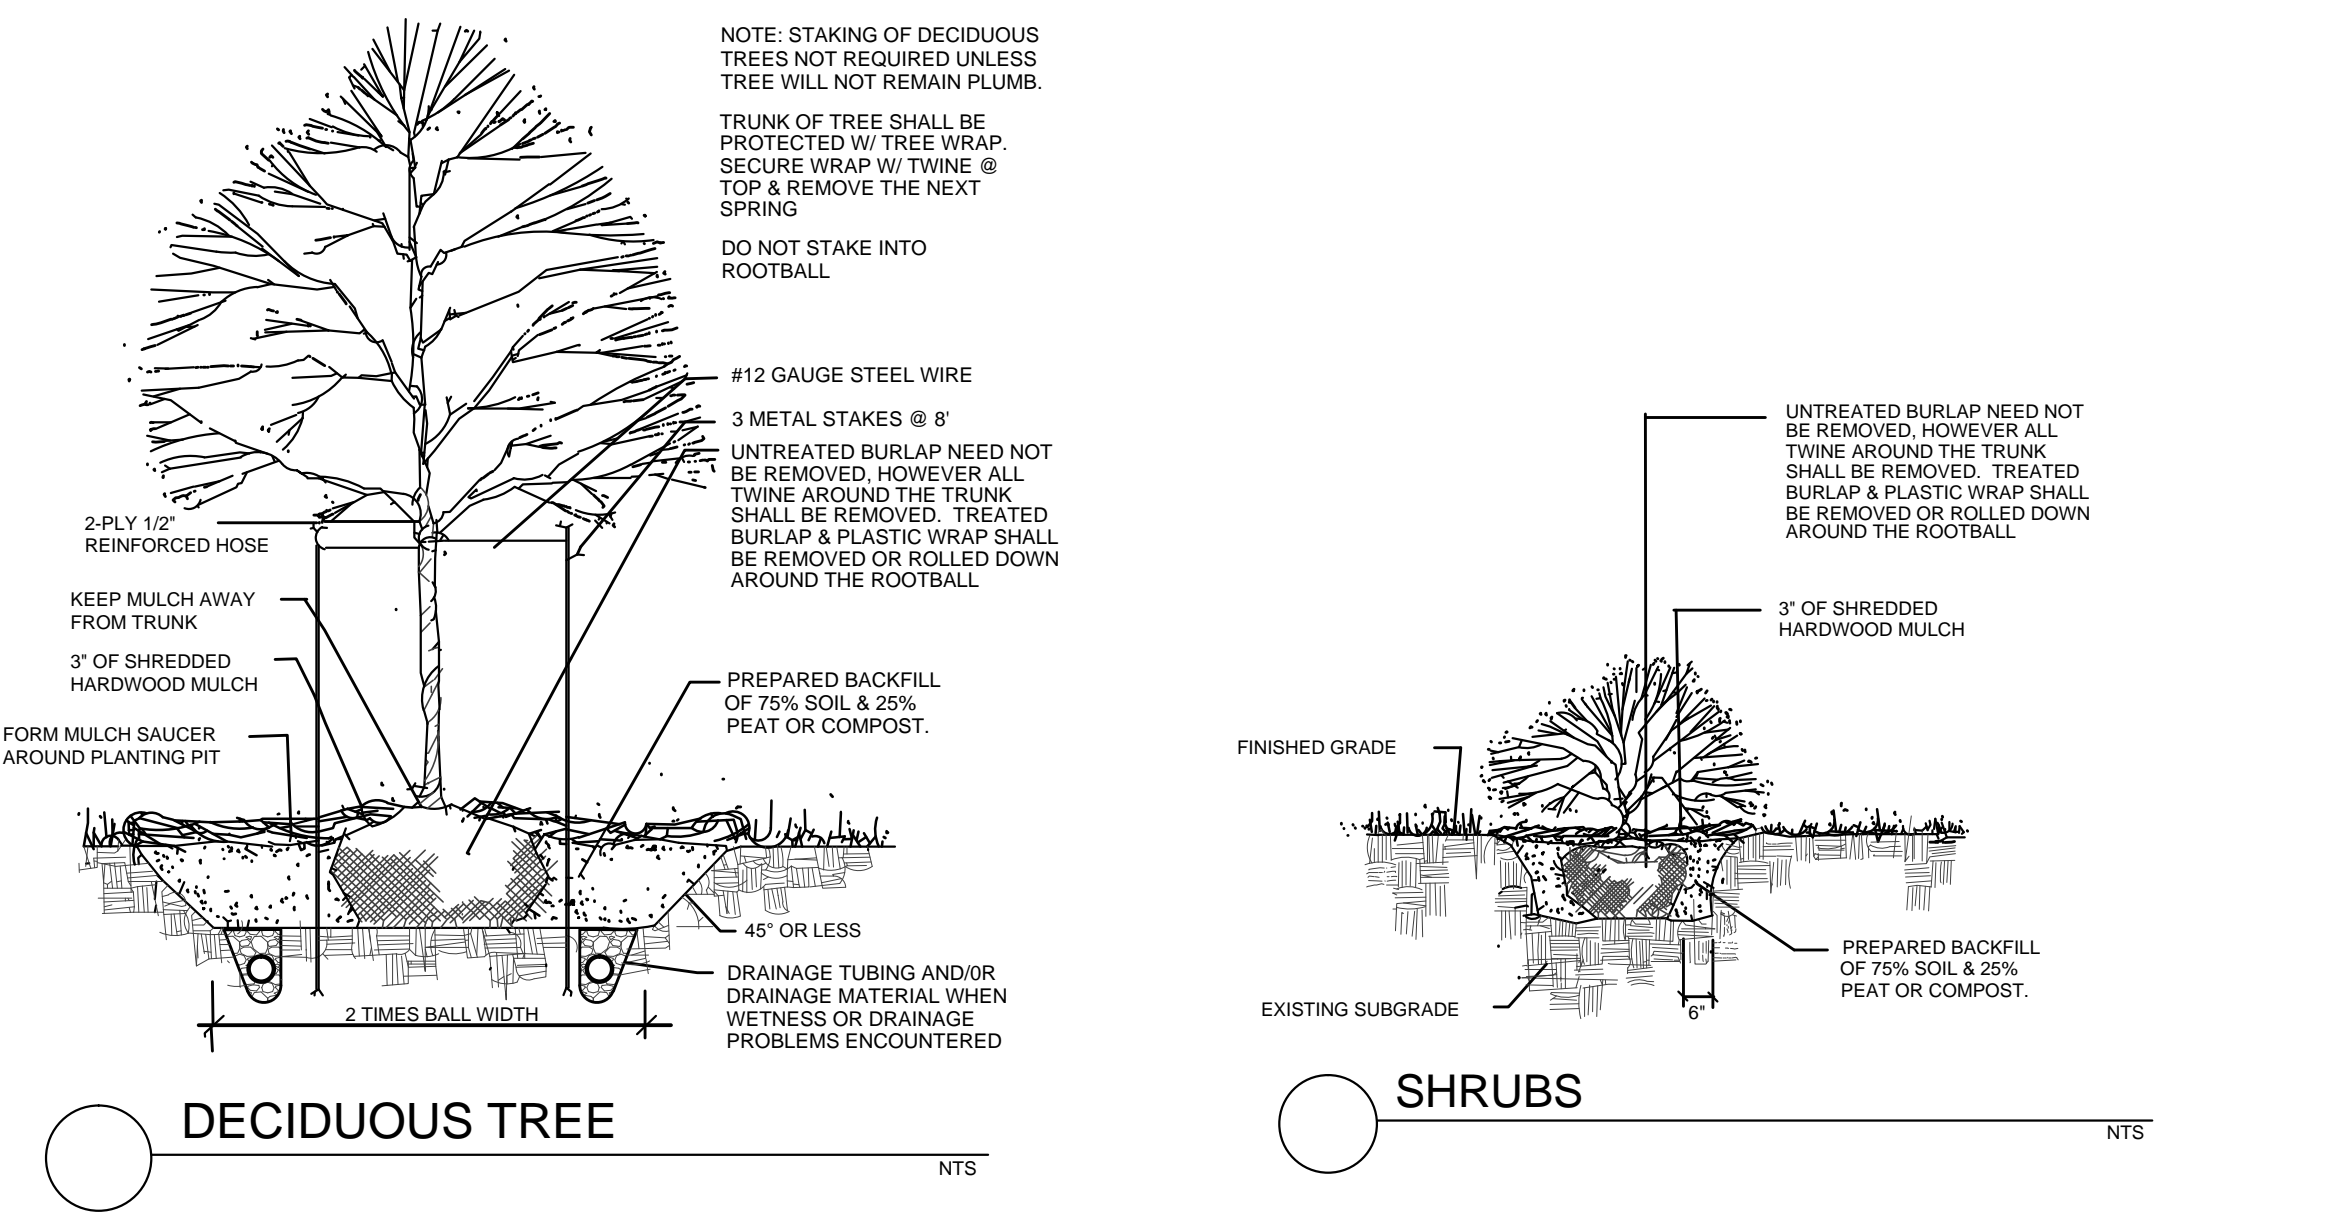 NOTE: STAKING OF DECIDUOUS
TREES NOT REQUIRED UNLESS
TREE WILL NOT REMAIN PLUMB.
TRUNK OF TREE SHALL BE
PROTECTED W/ TREE WRAP.
SECURE WRAP W/ TWINE @
TOP & REMOVE THE NEXT
SPRING
DO NOT STAKE INTO
ROOTBALL
#12 GAUGE STEEL WIRE
3 METAL STAKES @ 8'
UNTREATED BURLAP NEED NOT
BE REMOVED, HOWEVER ALL
TWINE AROUND THE TRUNK
SHALL BE REMOVED.  TREATED
BURLAP & PLASTIC WRAP SHALL
BE REMOVED OR ROLLED DOWN
AROUND THE ROOTBALL
2-PLY 1/2"
REINFORCED HOSE
KEEP MULCH AWAY
FROM TRUNK
3" OF SHREDDED
HARDWOOD MULCH
FORM MULCH SAUCER
AROUND PLANTING PIT
PREPARED BACKFILL
OF 75% SOIL & 25%
PEAT OR COMPOST.
45° OR LESS
DRAINAGE TUBING AND/0R
DRAINAGE MATERIAL WHEN
WETNESS OR DRAINAGE
PROBLEMS ENCOUNTERED
2 TIMES BALL WIDTH
DECIDUOUS TREE
NTS
UNTREATED BURLAP NEED NOT
BE REMOVED, HOWEVER ALL
TWINE AROUND THE TRUNK
SHALL BE REMOVED.  TREATED
BURLAP & PLASTIC WRAP SHALL
BE REMOVED OR ROLLED DOWN
AROUND THE ROOTBALL
3" OF SHREDDED
HARDWOOD MULCH
FINISHED GRADE
PREPARED BACKFILL
OF 75% SOIL & 25%
PEAT OR COMPOST.
EXISTING SUBGRADE
6"
SHRUBS
NTS